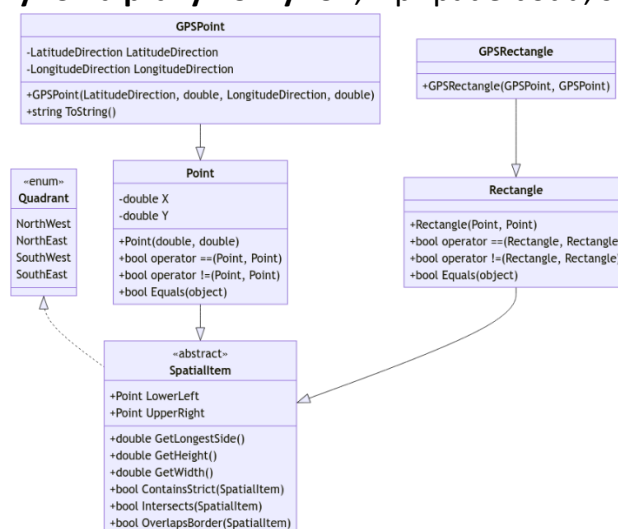 GPSPoint
-LatitudeDirection LatitudeDirection
-LongitudeDirection LongitudeDirection
+GPSPoint(LatitudeDirection, double, LongitudeDirection, double)
+string ToString()
GPSRectangle
+GPSRectangle(GPSPoint, GPSPoint)
«enum»
Quadrant
NorthWest
NorthEast
SouthWest
SouthEast
Point
-double X
-double Y
+Point(double, double)
+bool operator ==(Point, Point)
+bool operator !=(Point, Point)
+bool Equals(object)
Rectangle
+Rectangle(Point, Point)
+bool operator ==(Rectangle, Rectangle
+bool operator !=(Rectangle, Rectangle)
+bool Equals(object)
«abstract»
SpatialItem
+Point LowerLeft
+Point UpperRight
+double GetLongestSide()
+double GetHeight()
+double GetWidth()
+bool ContainsStrict(SpatialItem)
+bool Intersects(SpatialItem)
+bool OverlapsBorder(SpatialItem)